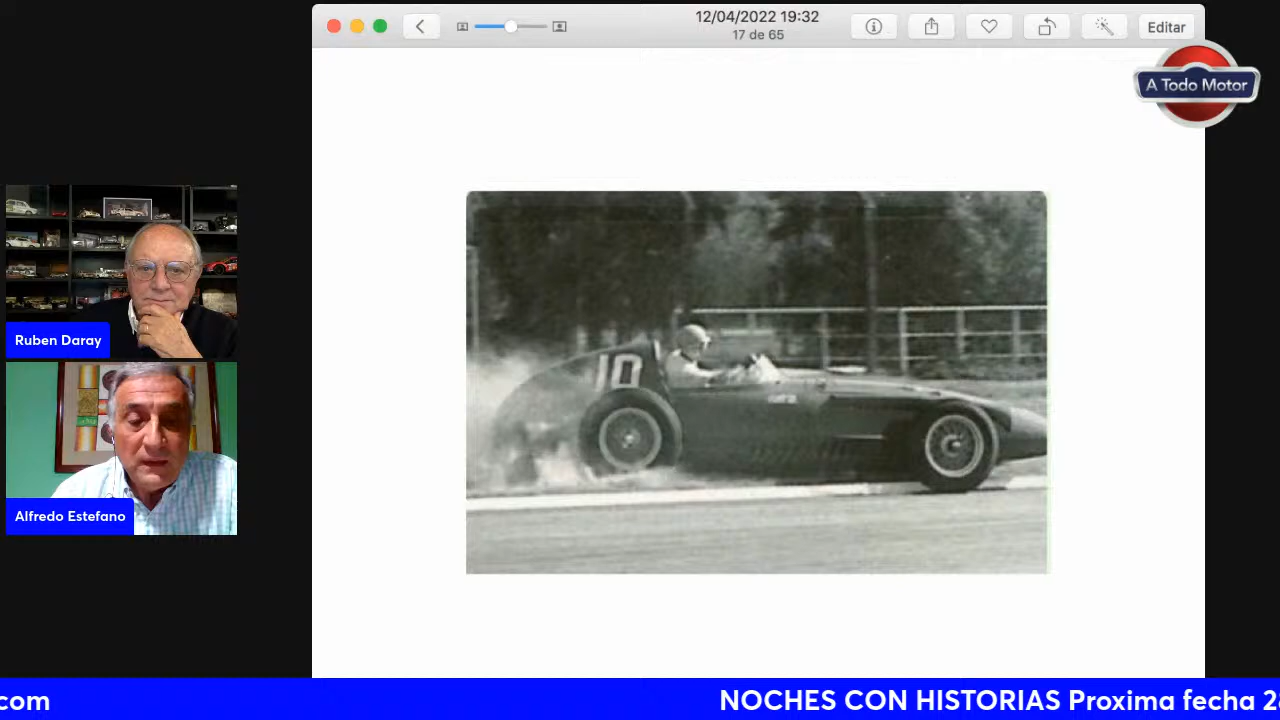 12/04/2022 19:32
17 de 65
Editar
A Todo Motor
10
Ruben Daray
Alfredo Estefano
com
NOCHES CON HISTORIAS Proxima fecha 2